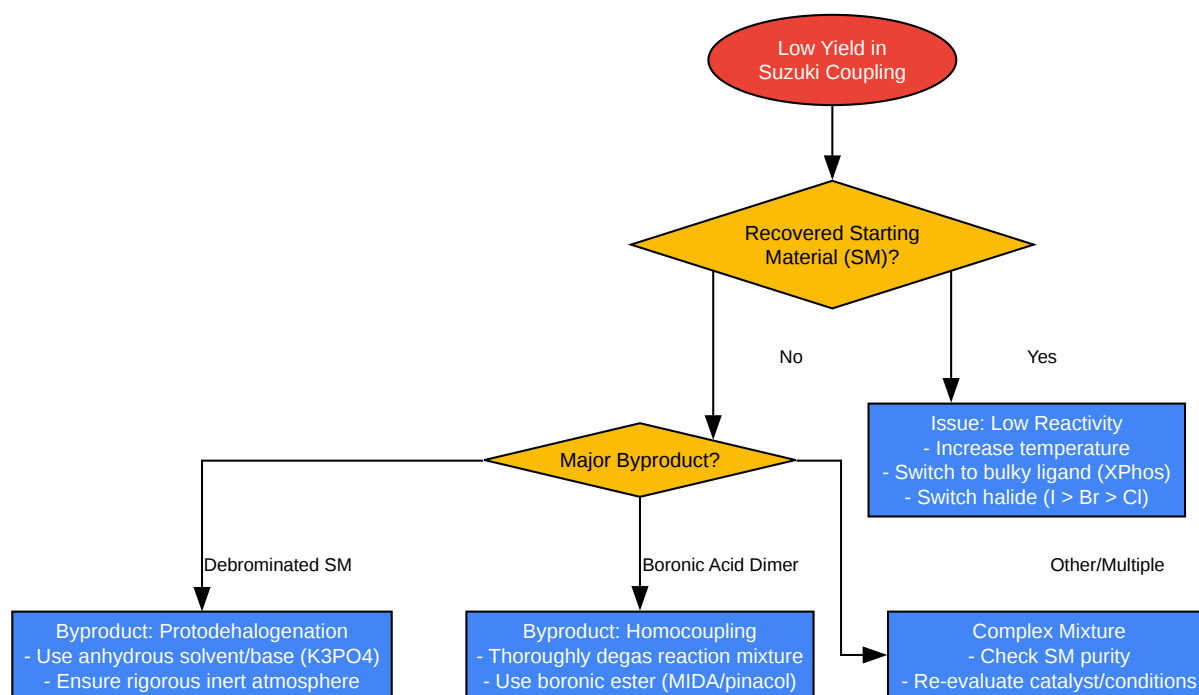 Low Yield in
Suzuki Coupling
Recovered Starting
Material (SM)?
No
Yes
Issue: Low Reactivity
- Increase temperature
- Switch to bulky ligand (XPhos)
- Switch halide (I > Br > Cl)
Major Byproduct?
Debrominated SM
Boronic Acid Dimer
Other/Multiple
Byproduct: Protodehalogenation
- Use anhydrous solvent/base (K3PO4)
- Ensure rigorous inert atmosphere
Byproduct: Homocoupling
- Thoroughly degas reaction mixture
- Use boronic ester (MIDA/pinacol)
Complex Mixture
- Check SM purity
- Re-evaluate catalyst/conditions